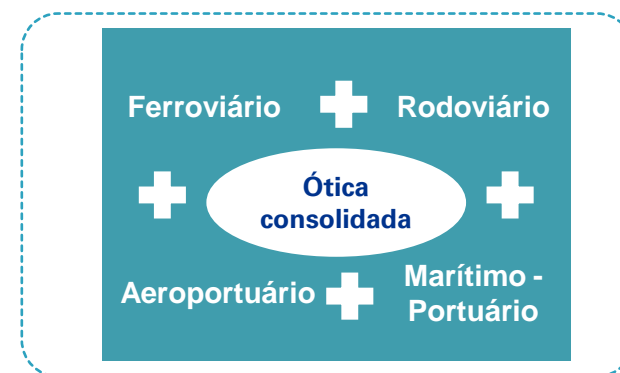 Ferroviário
Rodoviário
Ótica
consolidada
Aeroportuário
Marítimo -
Portuário